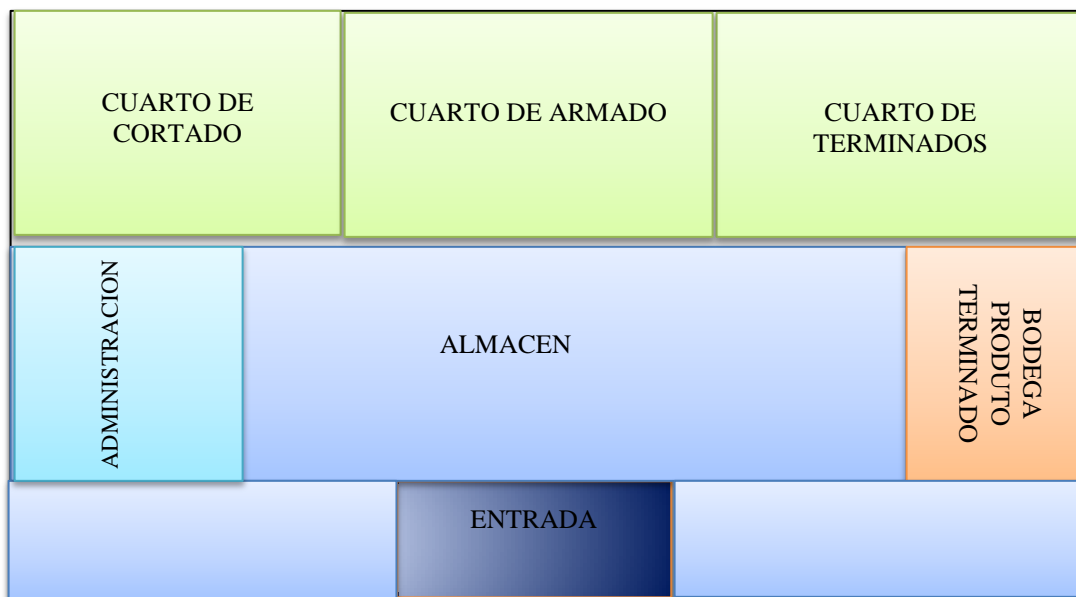 CUARTO DE
CORTADO
CUARTO DE ARMADO
CUARTO DE
TERMINADOS
ADMINISTRACION
ALMACEN
BODEGA
PRODUTO
TERMINADO
ENTRADA